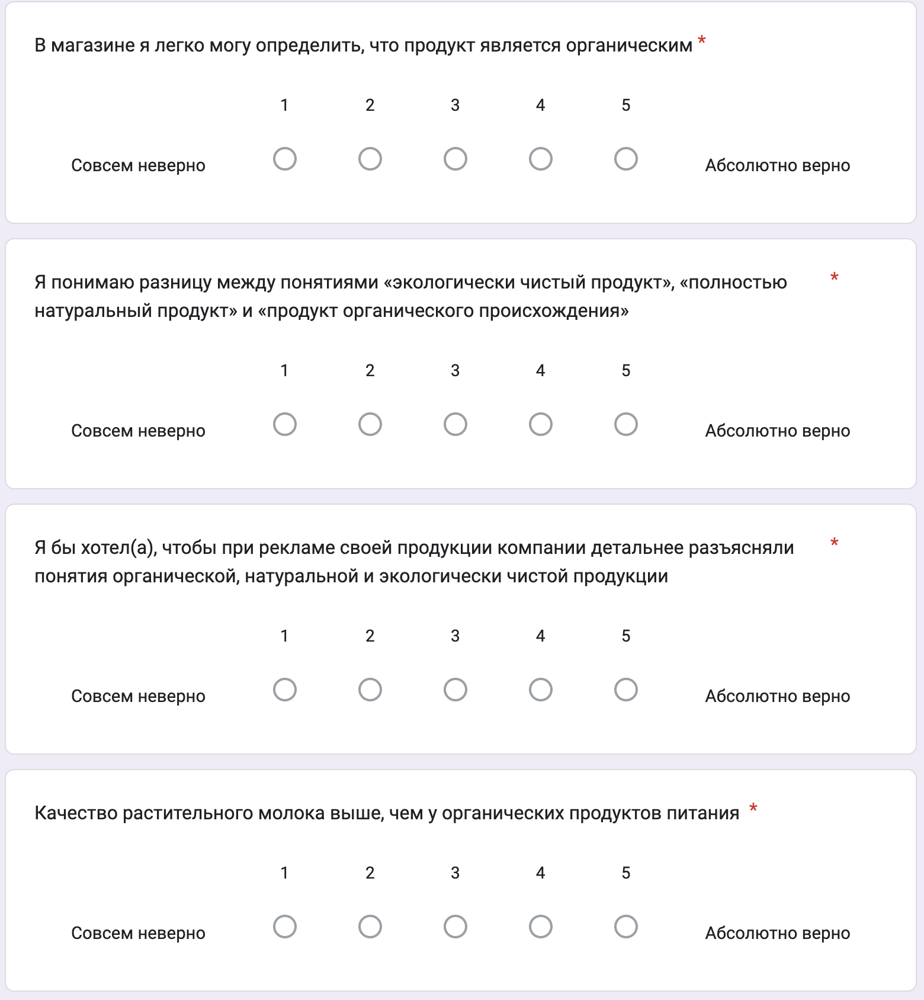 В магазине я легко могу определить, что продукт является органическим *
1 2 3 4 5
Совсем неверно Абсолютно верно
Я понимаю разницу между понятиями «экологически чистый продукт», «полностью *
натуральный продукт» и «продукт органического происхождения»
1 2 3 4 5
Совсем неверно Абсолютно верно
Я бы хотел(а), чтобы при рекламе своей продукции компании детальнее разъясняли *
понятия органической, натуральной и экологически чистой продукции
1 2 3 4 5
Совсем неверно Абсолютно верно
Качество растительного молока выше, чем у органических продуктов питания *
1 2 3 4 5
Совсем неверно Абсолютно верно